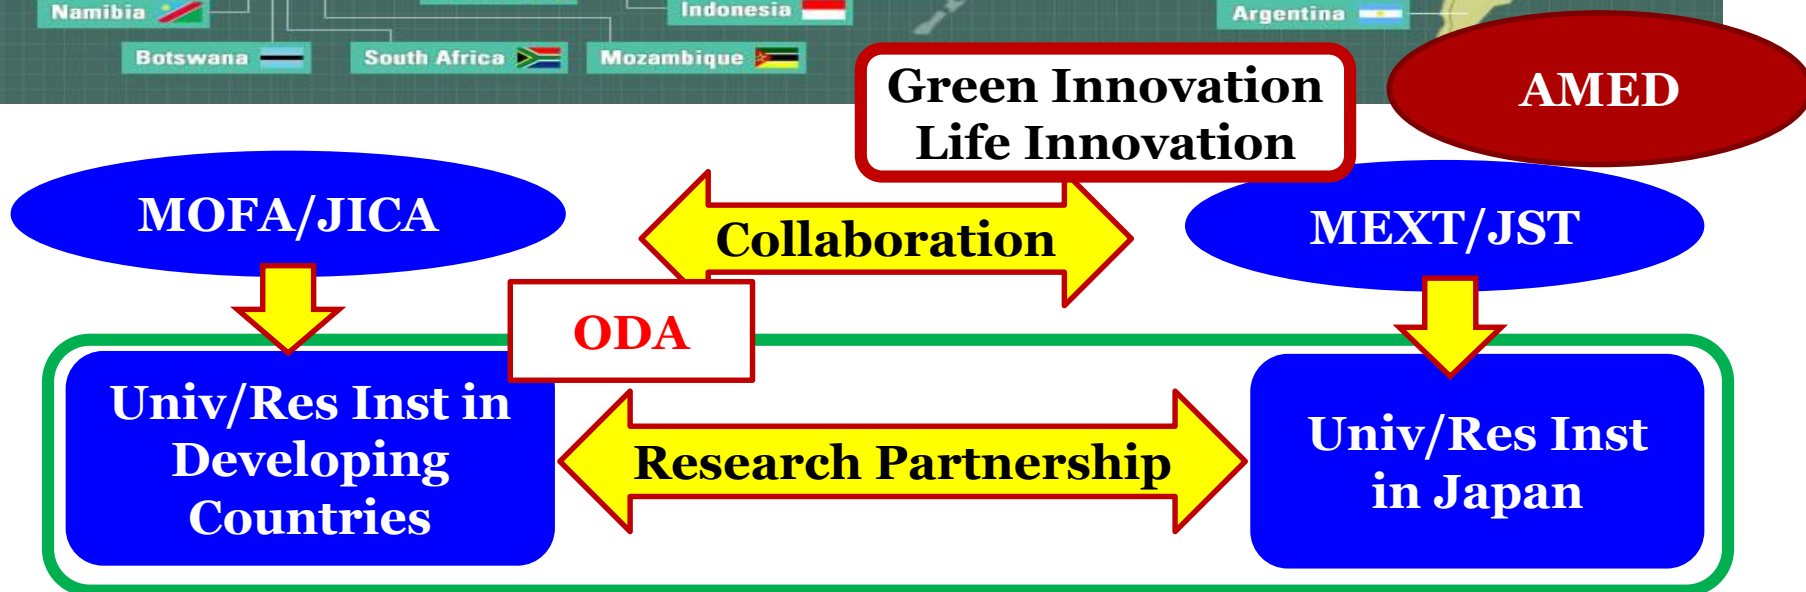 Namibia
Indonesia
Argentina
Botswana
South Africa
Mozambique
Green Innovation
Life Innovation
AMED
MOFA/JICA
Collaboration
MEXT/JST
ODA
Univ/Res Inst in
Developing
Countries
Research Partnership
Univ/Res Inst
in Japan